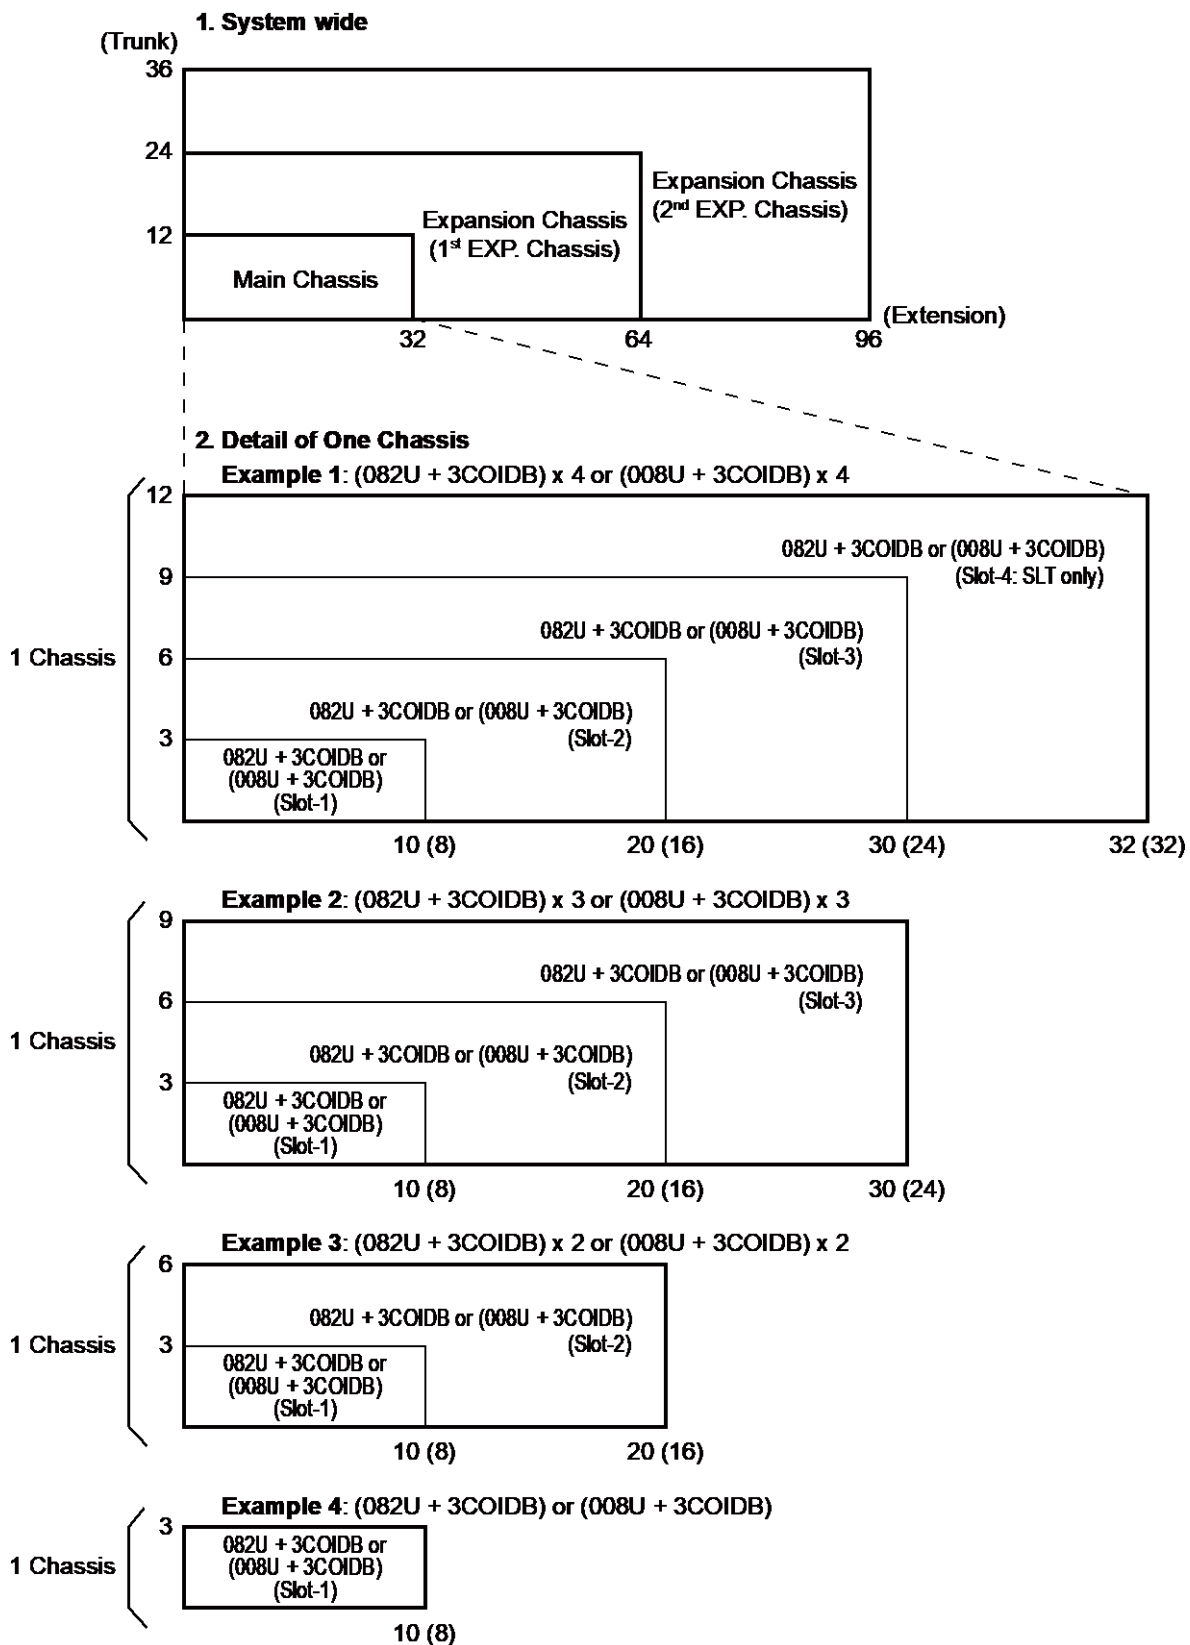 1. System wide
(Trunk)
36
24
12
Expansion Chassis
(2nd EXP. Chassis)
Expansion Chassis
(1st EXP. Chassis)
Main Chassis
(Extension)
32
64
96
2. Detail of One Chassis
Example 1: (082U + 3COIDB) x 4 or (008U + 3COIDB) x 4
12
082U + 3COIDB or (008U + 3COIDB)
(Slot-4: SLT only)
9
082U + 3COIDB or (008U + 3COIDB)
(Slot-3)
1 Chassis
6
082U + 3COIDB or (008U + 3COIDB)
(Slot-2)
3
082U + 3COIDB or
(008U + 3COIDB)
(Slot-1)
10 (8)
20 (16)
30 (24)
32 (32)
Example 2: (082U + 3COIDB) x 3 or (008U + 3COIDB) x 3
9
082U + 3COIDB or (008U + 3COIDB)
(Slot-3)
6
1 Chassis
082U + 3COIDB or (008U + 3COIDB)
(Slot-2)
3
082U + 3COIDB or
(008U + 3COIDB)
(Slot-1)
10 (8)
20 (16)
30 (24)
Example 3: (082U + 3COIDB) x 2 or (008U + 3COIDB) x 2
6
082U + 3COIDB or (008U + 3COIDB)
(Slot-2)
1 Chassis
3
082U + 3COIDB or
(008U + 3COIDB)
(Slot-1)
10 (8)
20 (16)
Example 4: (082U + 3COIDB) or (008U + 3COIDB)
3
1 Chassis
082U + 3COIDB or
(008U + 3COIDB)
(Slot-1)
10 (8)